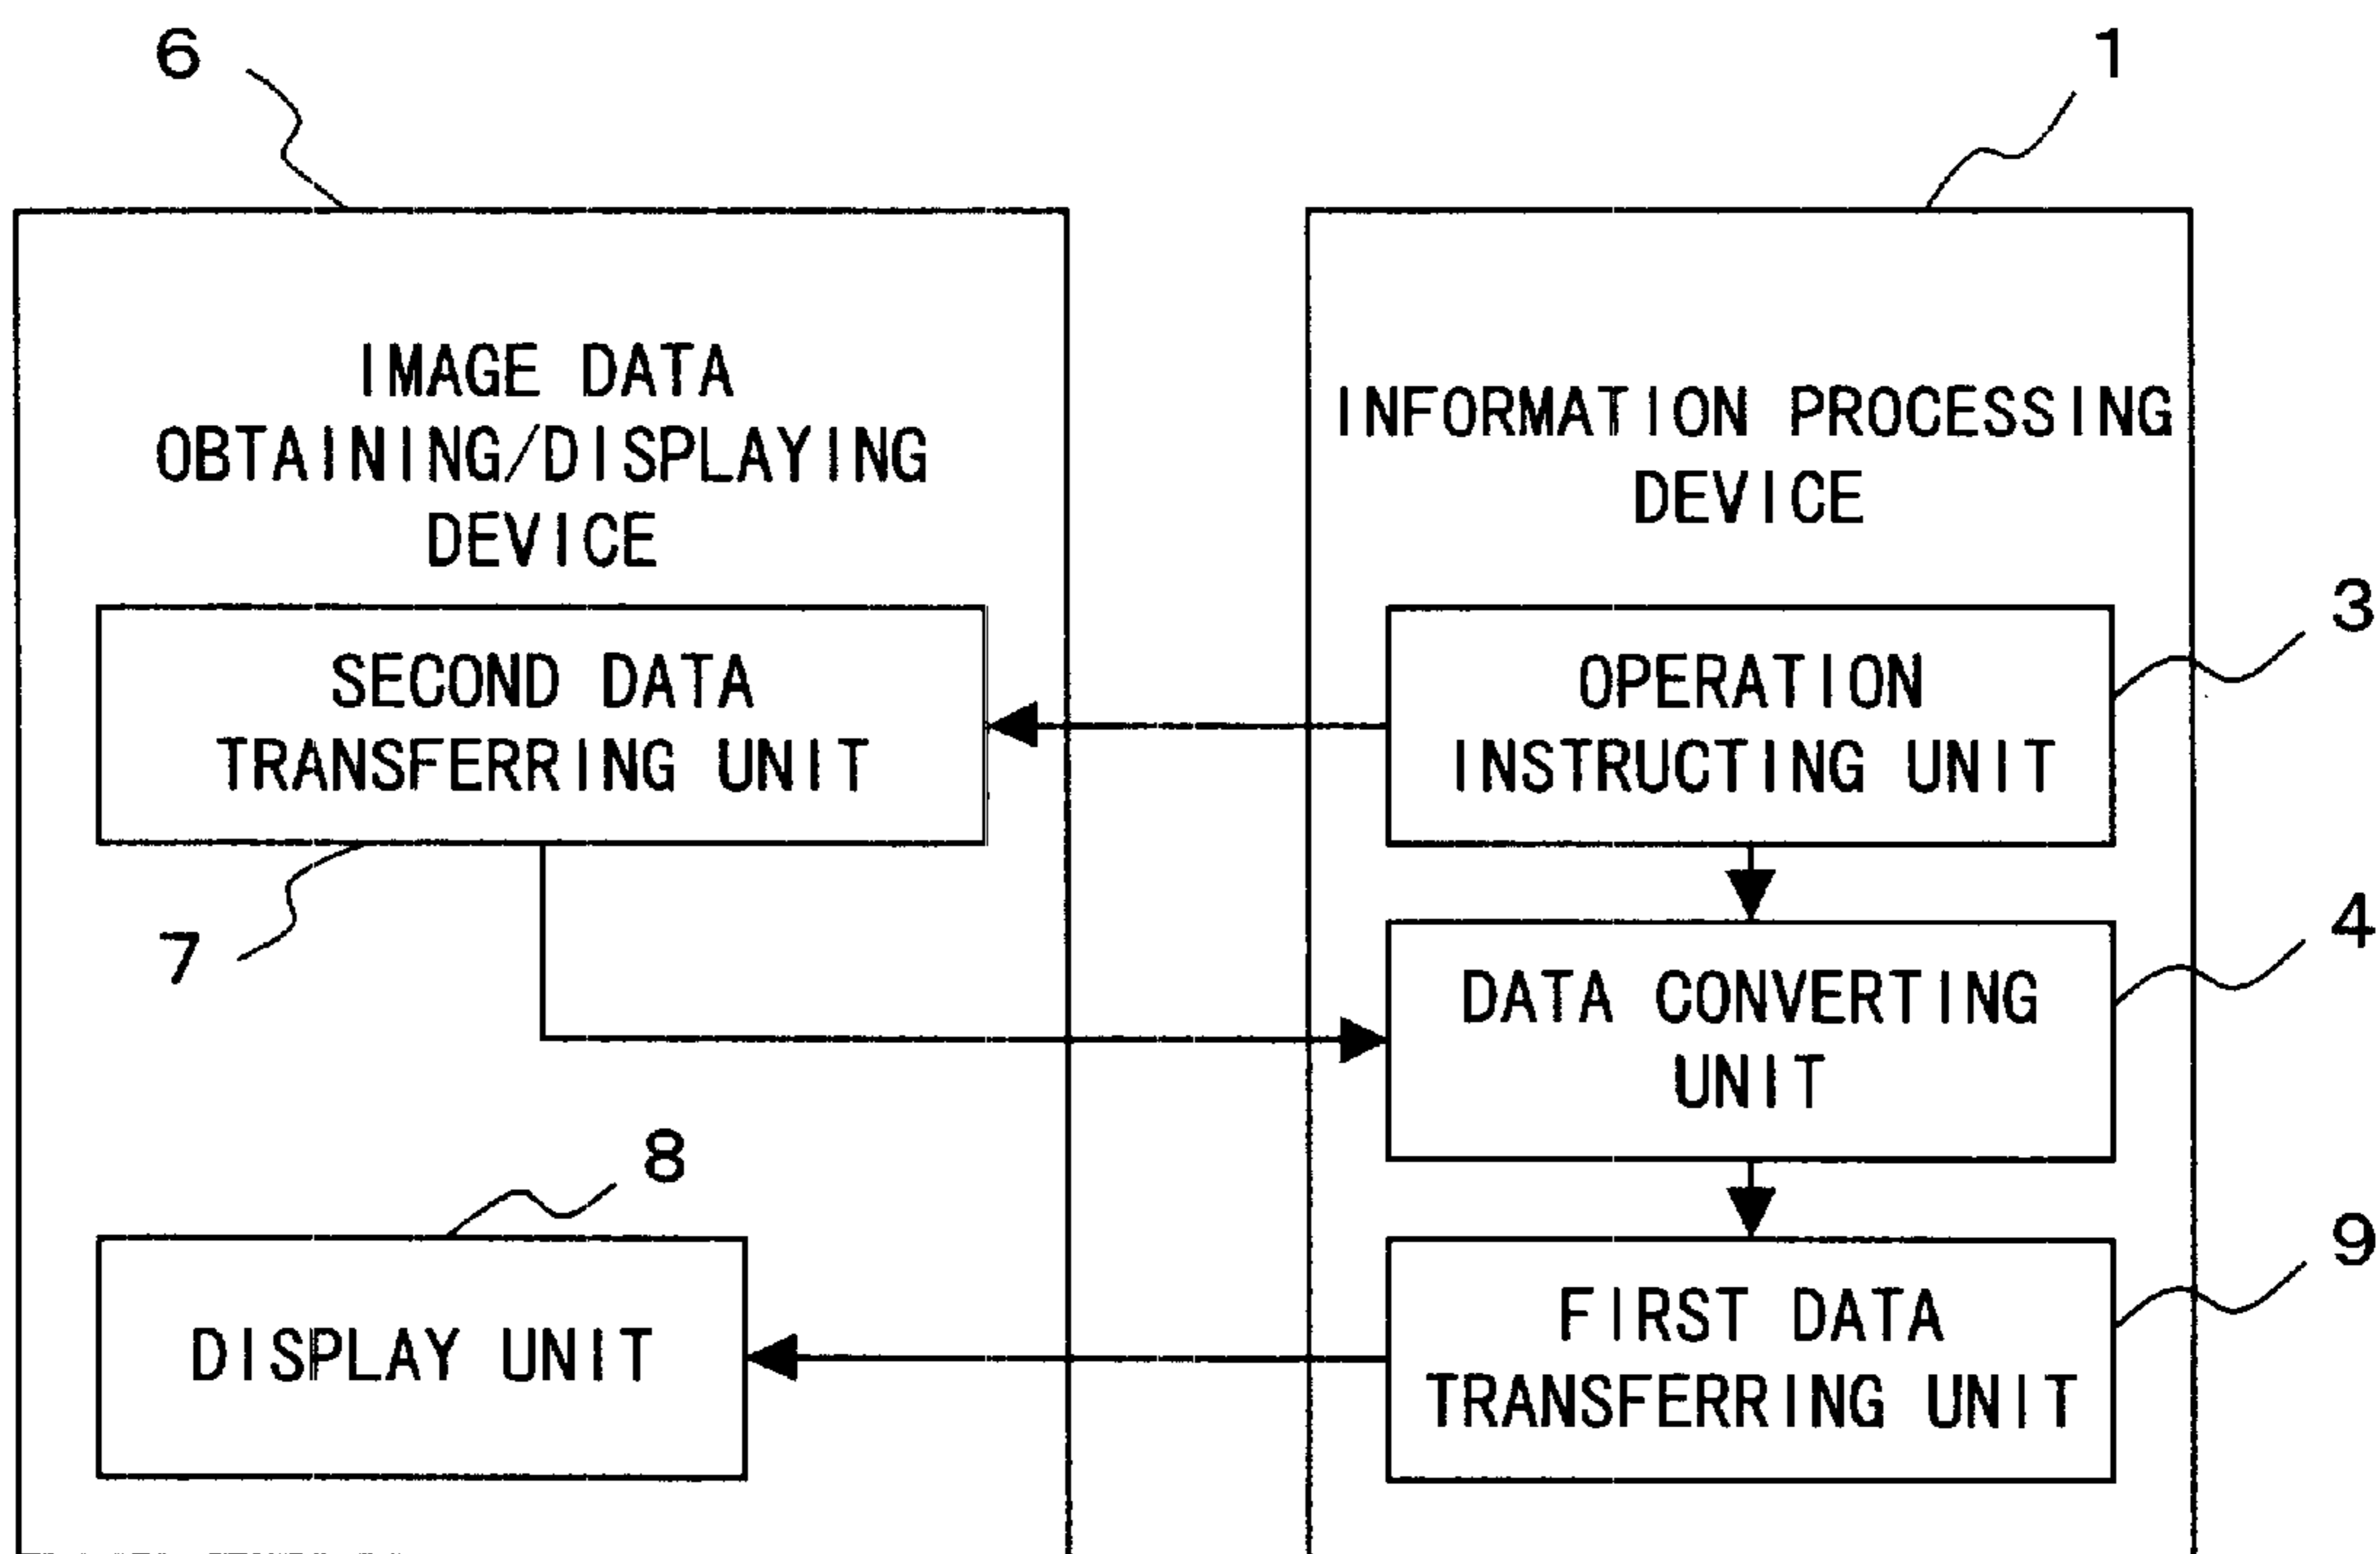 6
1
IMAGE DATA
OBTAINING/DISPLAYING
DEVICE
INFORMATION PROCESSING
DEVICE
3
SECOND DATA
TRANSFERRING UNIT
OPERATION
INSTRUCTING UNIT
7
4
DATA CONVERTING
UNIT
8
9
DISPLAY UNIT
FIRST DATA
TRANSFERRING UNIT